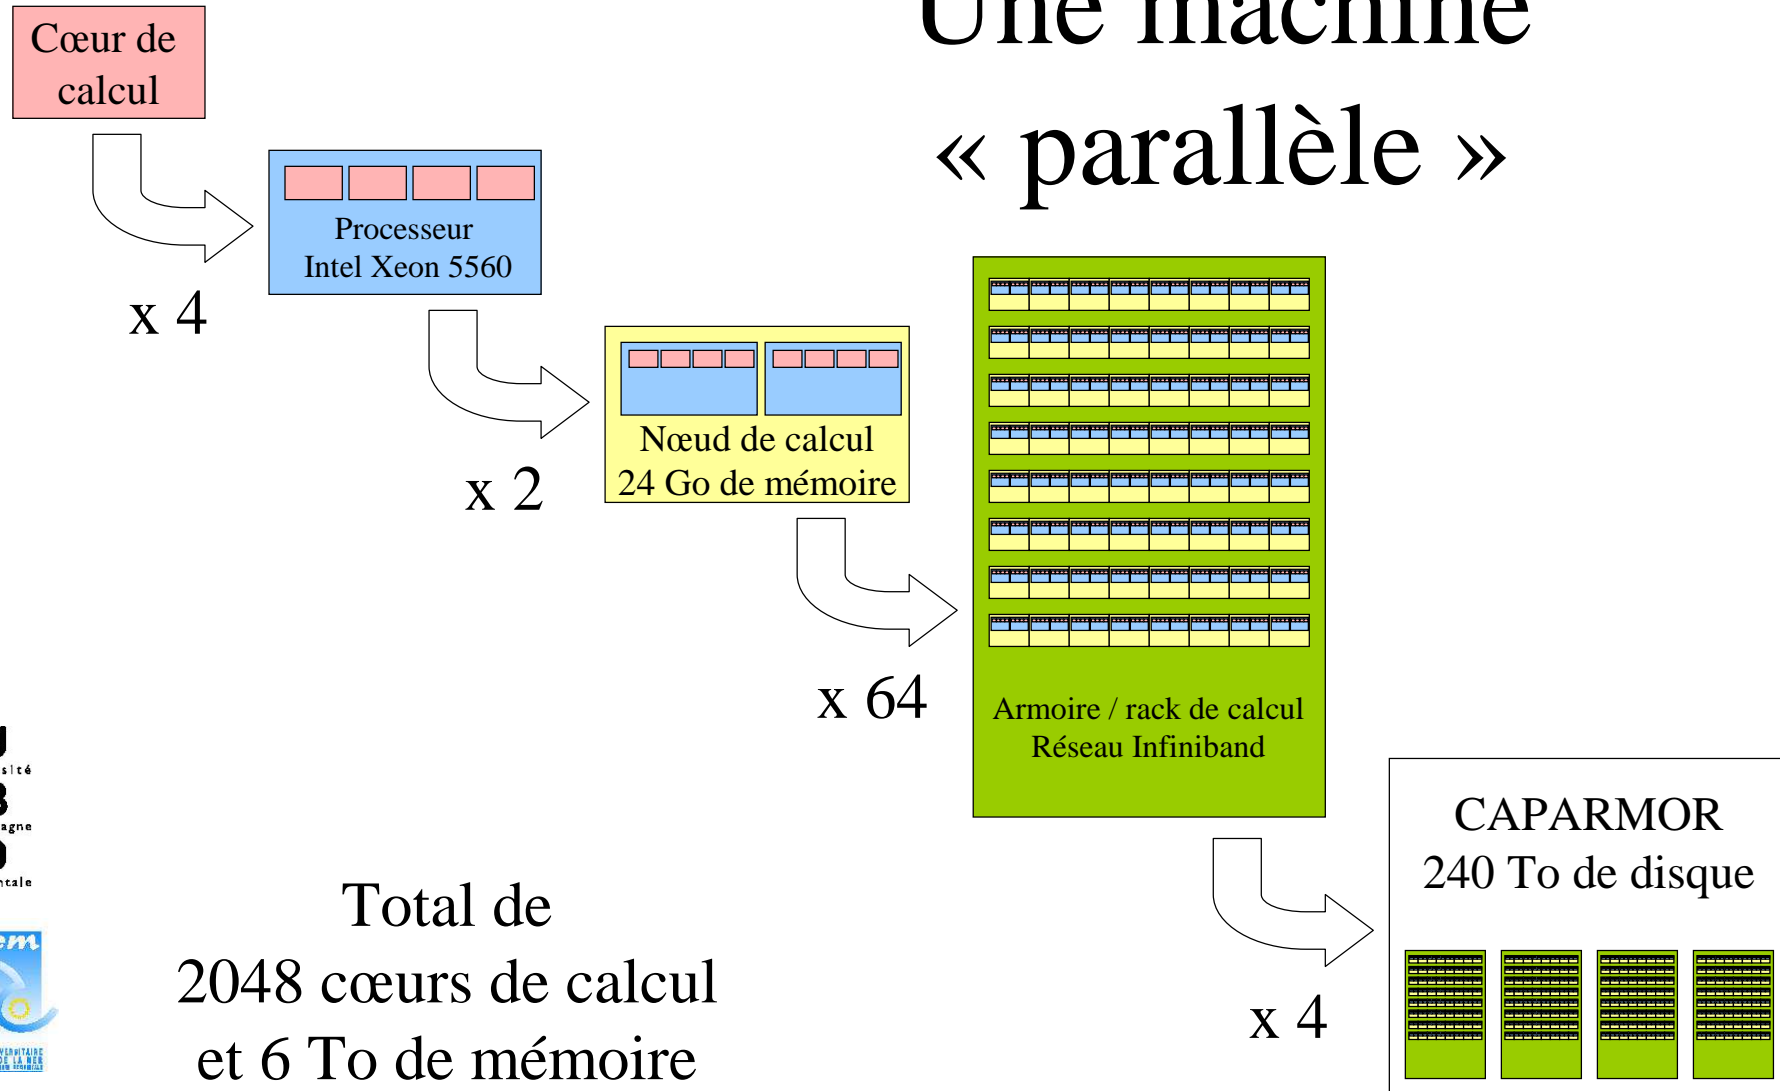 Une machine
« parallèle »
Cœur de
calcul
x 4
Processeur
Intel Xeon 5560
x 2
Nœud de calcul
24 Go de mémoire
x 64
Armoire / rack de calcul
Réseau Infiniband
x 4
CAPARMOR
240 To de disque
Total de
2048 cœurs de calcul
et 6 To de mémoire